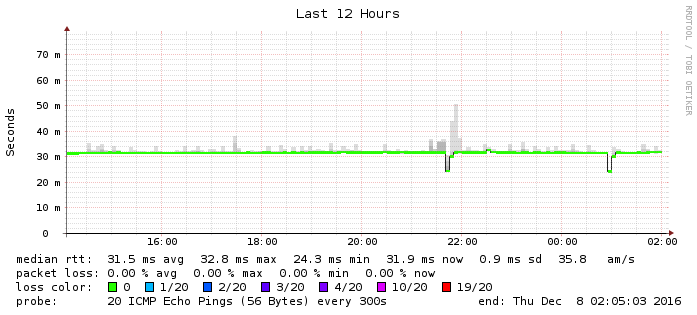 Last 12 Hours
RRDTOOL / TOBI OETIKER
Seconds
70 m
60 m
50 m
40 m
30 m
20 m
10 m
0
16:00 18:00 20:00 22:00 00:00 02:00
median rtt: 31.5 ms avg 32.8 ms max 24.3 ms min 31.9 ms now 0.9 ms sd 35.8 am/s
packet loss: 0.00 % avg 0.00 % max 0.00 % min 0.00 % now
loss color: 0 1/20 2/20 3/20 4/20 10/20 19/20
probe: 20 ICMP Echo Pings (56 Bytes) every 300s end: Thu Dec 8 02:05:03 2016